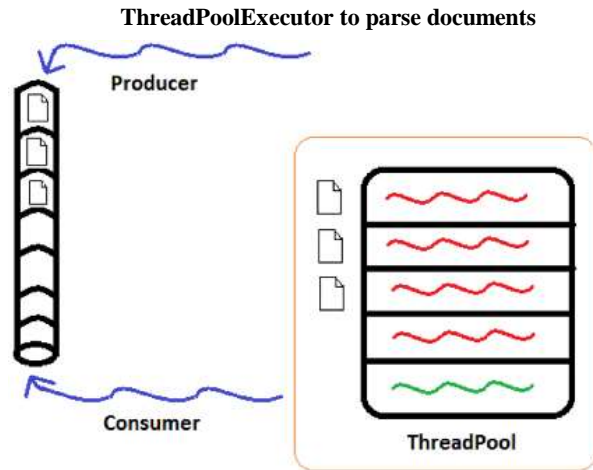 ThreadPoolExecutor to parse documents
Producer
Consumer
ThreadPool